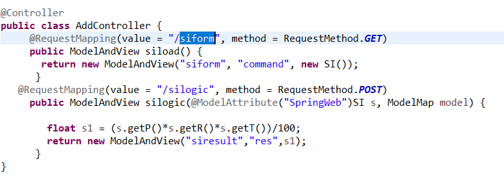 @Controller
public class AddController {
@RequestMapping(value = "/siform", method = RequestMethod.GET)
public ModelAndView siload() {
return new ModelAndView("siform", "command", new SI());
}
@RequestMapping(value = "/silogic", method = RequestMethod.POST)
public ModelAndView silogic(@ModelAttribute("SpringWeb")SI s, ModelMap model) {
float s1 = (s.getP()*s.getR()*s.getT())/100;
return new ModelAndView("siresult","res",s1);
}
}